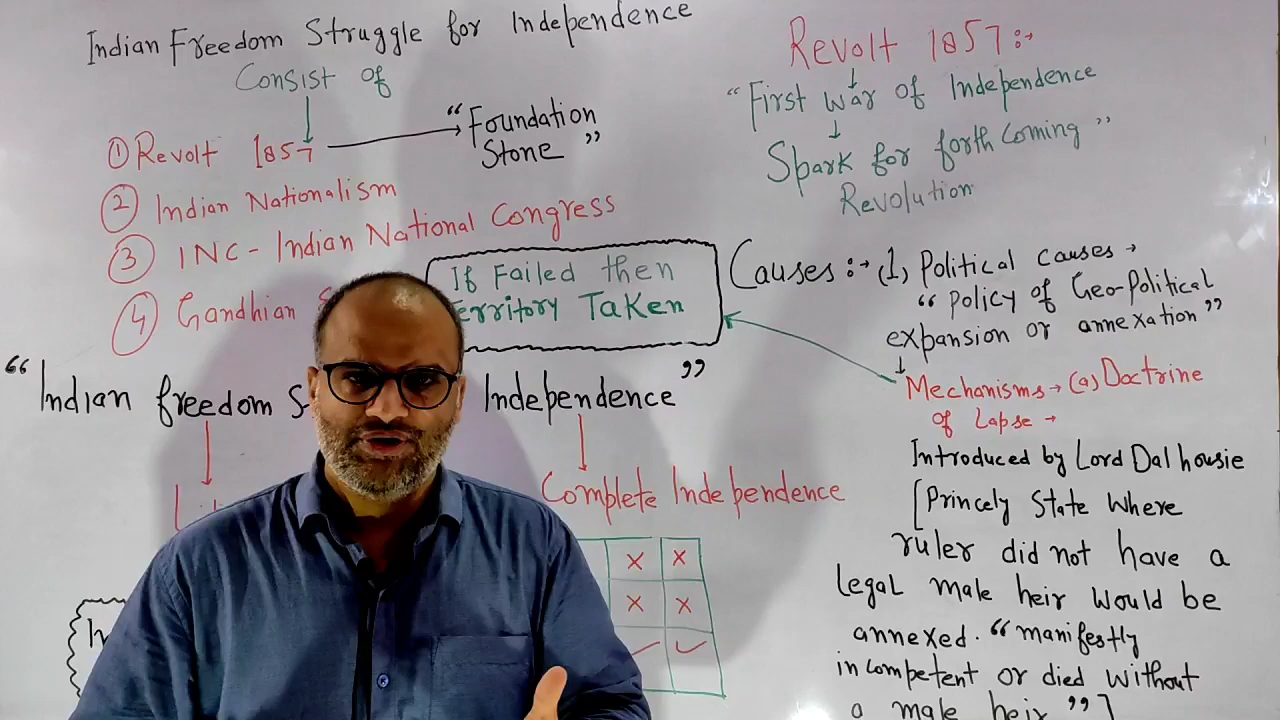 Indian Freedom Struggle for Independence
Consist of
① Revolt 1857
"Foundation
Stone"
② Indian Nationalism
③ INC - Indian National Congress
④ Gandhian
If Failed then
Territory Taken
"Indian freedom S Independence"
Complete Independence
× ×
× ×
✓ ✓
Revolt 1857:-
"First war of Independence
Spark for forth Coming"
Revolution
Causes:- (1) Political causes →
"policy of Geo-Political
expansion or annexation"
Mechanisms → (a) Doctrine
of Lapse →
Introduced by Lord Dalhousie
[Princely State Where
ruler did not have a
legal male heir would be
annexed. "manifestly
incompetent or died without
a male heir"]